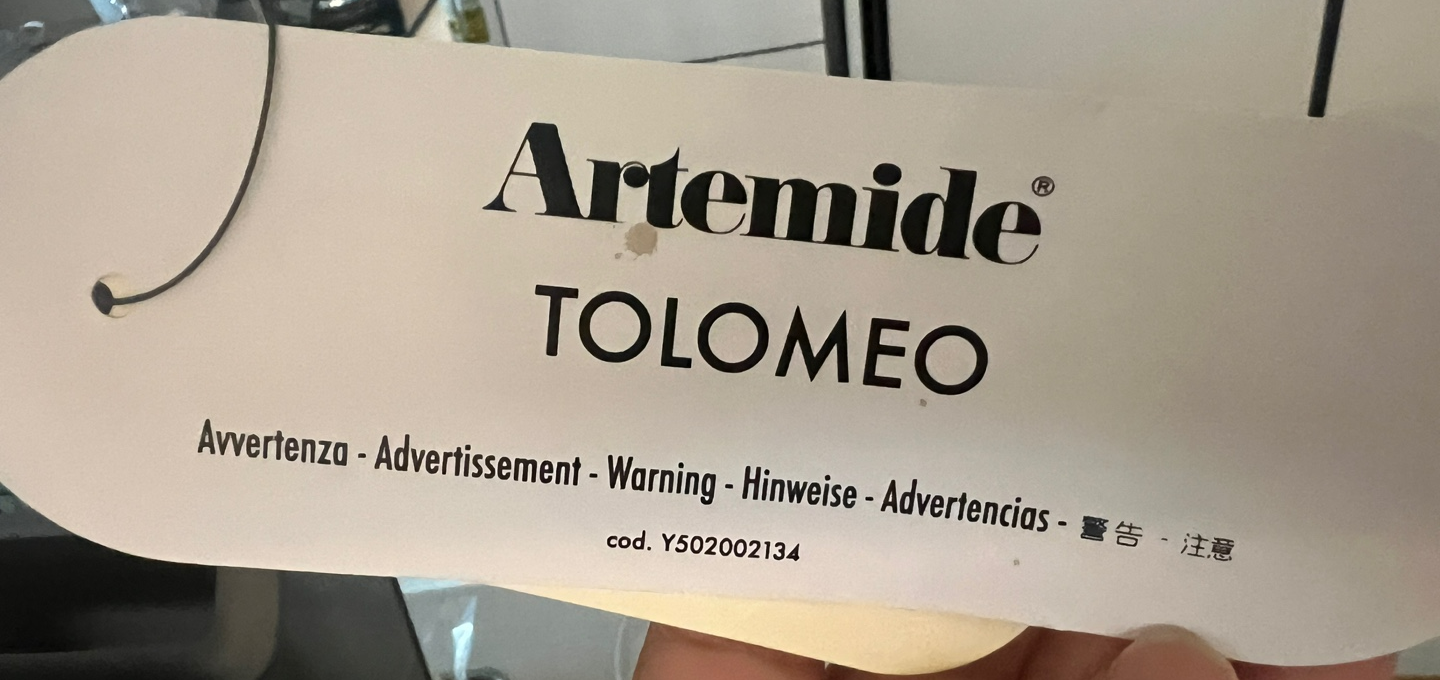 Artemide®
TOLOMEO
Avvertenza - Advertissement - Warning - Hinweise - Advertencias - 警告 - 注意
cod. Y502002134